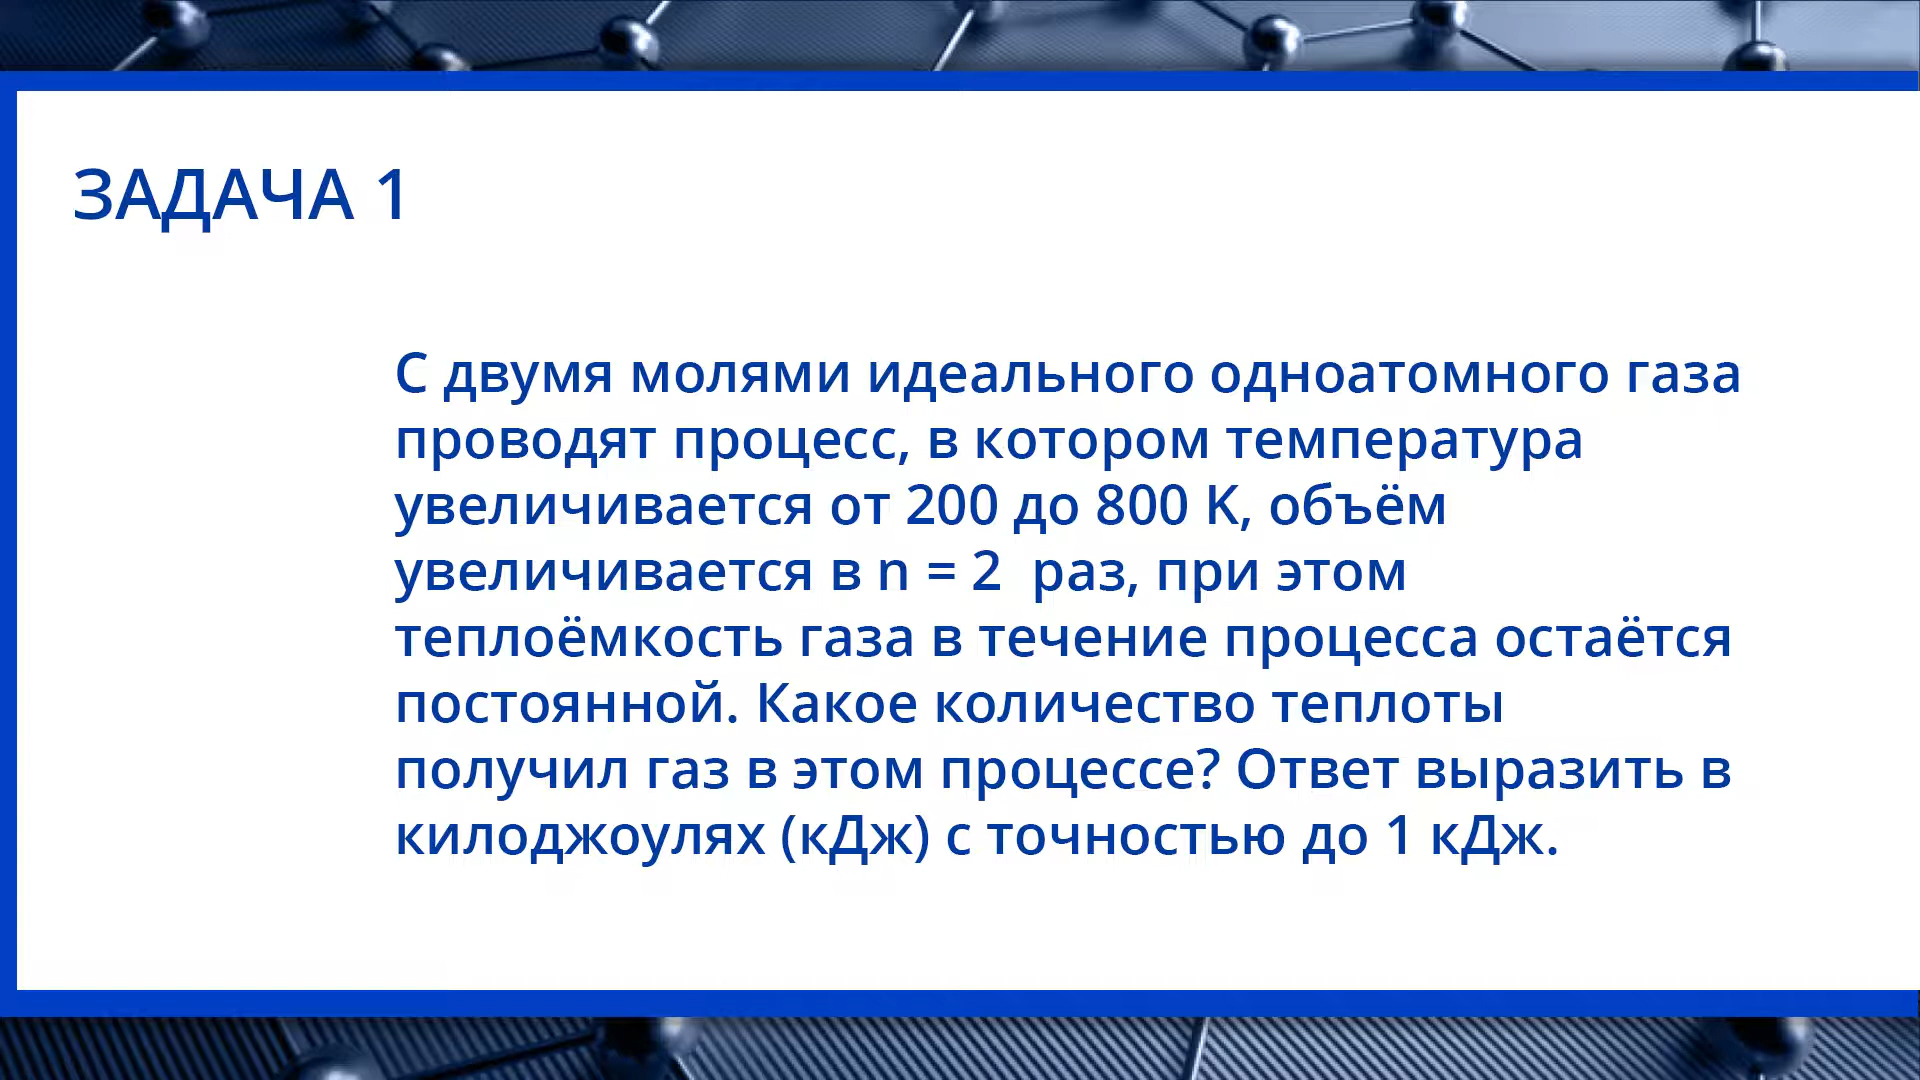 ЗАДАЧА 1
С двумя молями идеального одноатомного газа
проводят процесс, в котором температура
увеличивается от 200 до 800 К, объём
увеличивается в n = 2 раз, при этом
теплоёмкость газа в течение процесса остаётся
постоянной. Какое количество теплоты
получил газ в этом процессе? Ответ выразить в
килоджоулях (кДж) с точностью до 1 кДж.